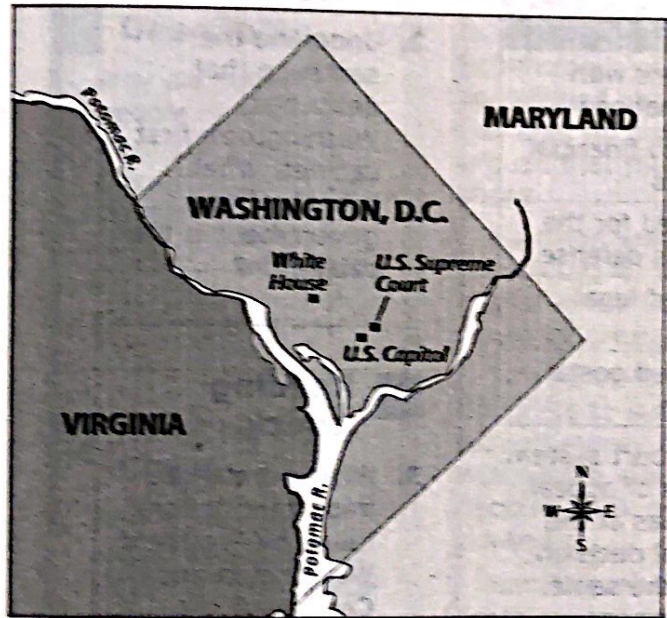 Potomac R.
MARYLAND
WASHINGTON, D.C.
White
House
U.S. Supreme
Court
U.S. Capitol
VIRGINIA
N
W E
S
Potomac R.